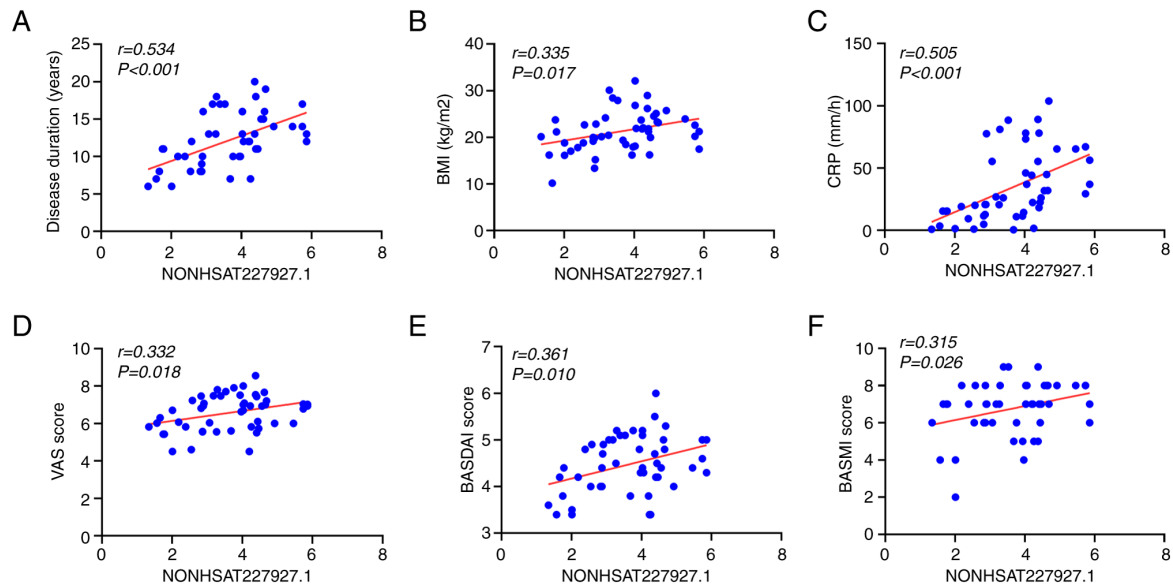 A
r=0.534
P<0.001
Disease duration (years)
25
20
15
10
5
0
0 2 4 6 8
NONHSAT227927.1
B
r=0.335
P=0.017
BMI (kg/m2)
40
30
20
10
0
0 2 4 6 8
NONHSAT227927.1
C
r=0.505
P<0.001
CRP (mm/h)
150
100
50
0
0 2 4 6 8
NONHSAT227927.1
D
r=0.332
P=0.018
VAS score
10
8
6
4
2
0
0 2 4 6 8
NONHSAT227927.1
E
r=0.361
P=0.010
BASDAI score
7
6
5
4
3
0 2 4 6 8
NONHSAT227927.1
F
r=0.315
P=0.026
BASMI score
10
8
6
4
2
0
0 2 4 6 8
NONHSAT227927.1